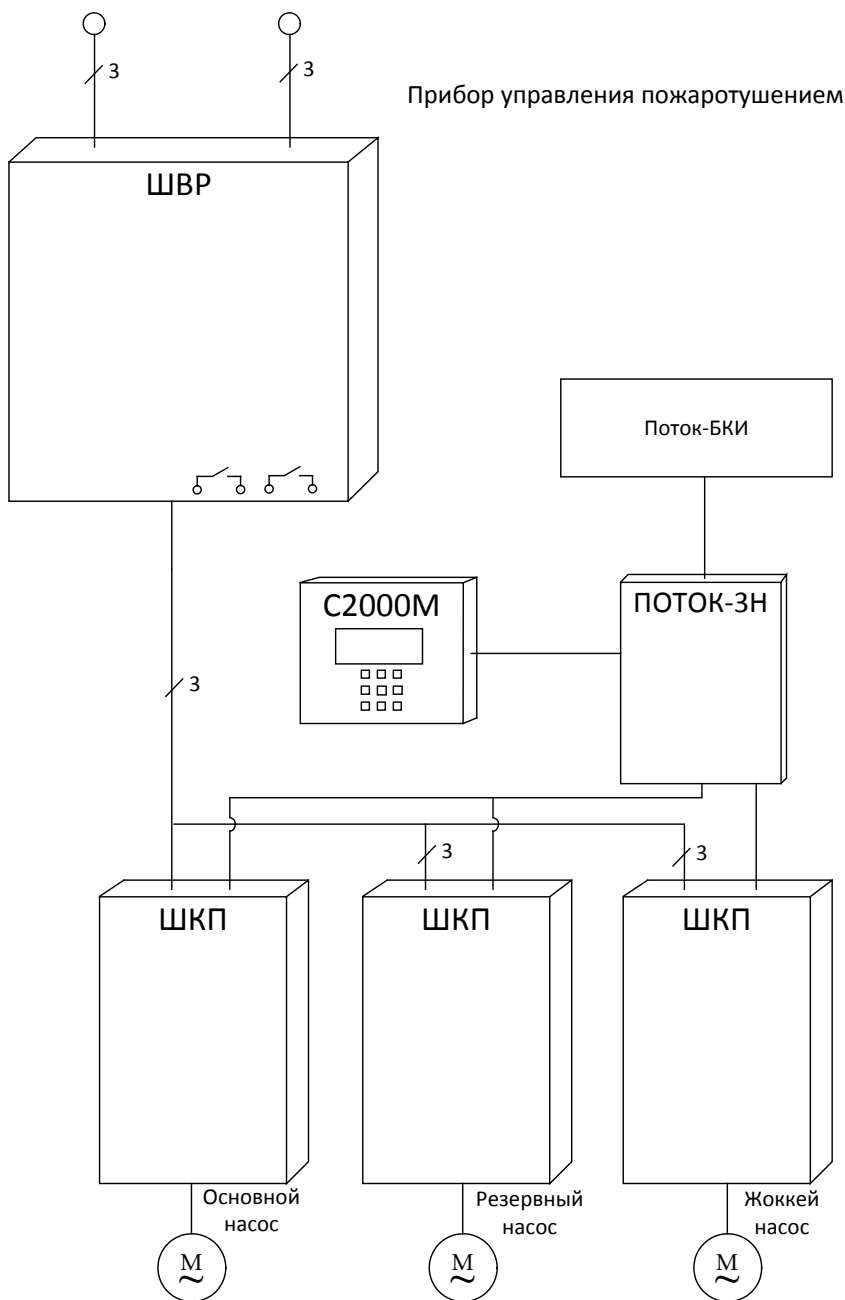 3
3
Прибор управления пожаротушением
ШВР
Поток-БКИ
С2000М
ПОТОК-3Н
3
3
3
ШКП
ШКП
ШКП
Основной
насос
Резервный
насос
Жоккей
насос
M
~
M
~
M
~